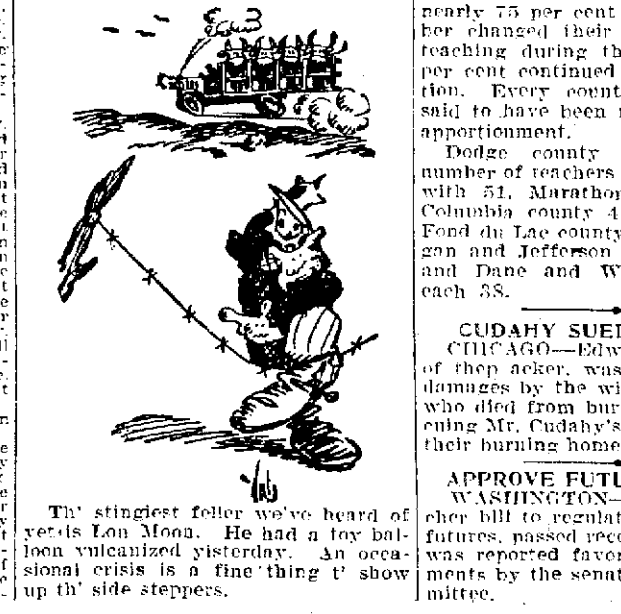 Th' stingiest feller we've heard of
yet is Lon Moon. He had a toy bal-
loon vulcanized yisterday. An occa-
sional crisis is a fine thing t' show
up th' side steppers.
nearly 75 per cent
ber changed their
teaching during th
per cent continued
tion. Every count
said to have been
apportionment.
Dodge county
number of teachers
with 51, Marathon
Columbia county 4
Fond du Lac county
gan and Jefferson
and Dane and W
each 38.
CUDAHY SUED
CHICAGO—Edw
of thep acker, was
damages by the wi
who died from bur
ening Mr. Cudahy's
their burning home
APPROVE FUTU
WASHINGTON—
cher bill to regulat
futures, passed rece
was reported favor
ments by the senat
mittee.